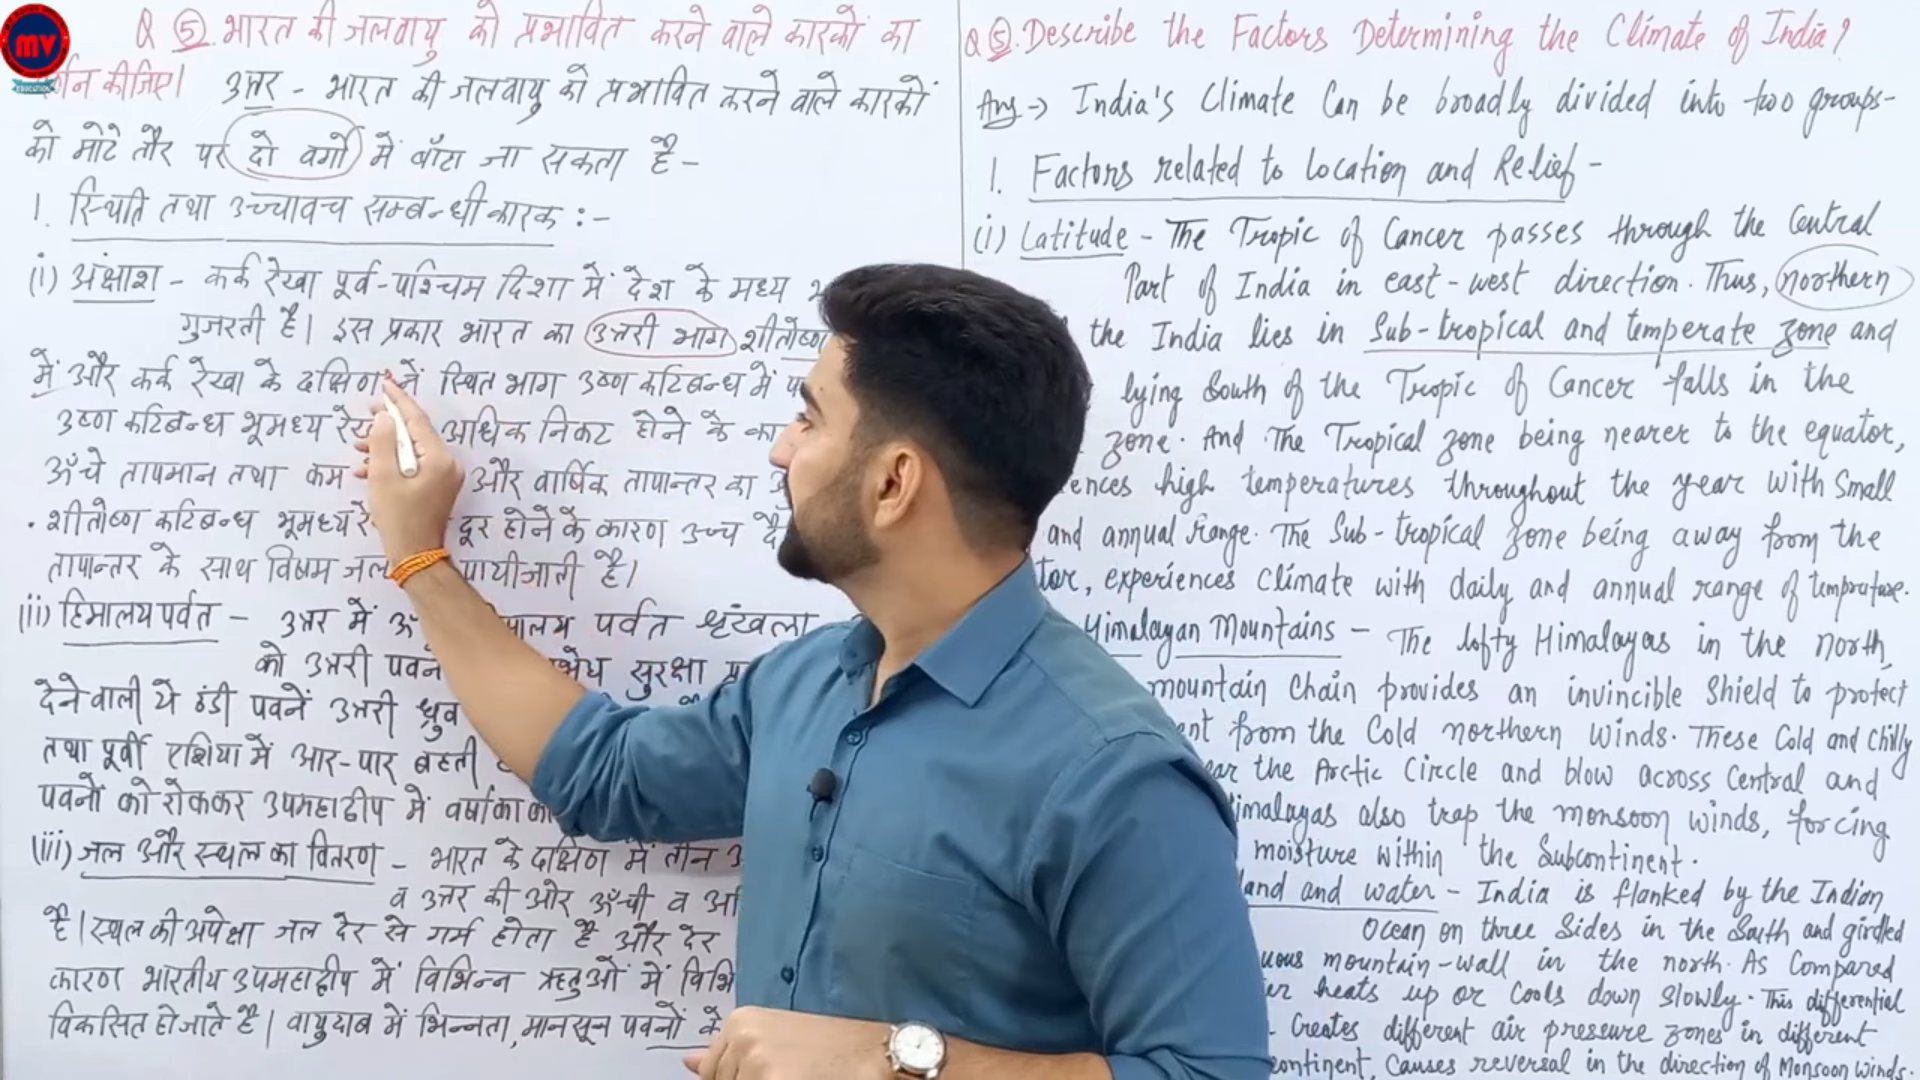 MV
EDUCATION
Q ⑤. भारत की जलवायु को प्रभावित करने वाले कारकों का
कीजिए। उत्तर - भारत की जलवायु को प्रभावित करने वाले कारकों
को मोटे तौर पर दो वर्गों में बाँटा जा सकता है -
1. स्थिति तथा उच्चावच सम्बन्धी कारक :-
(i) अंक्षाश - कर्क रेखा पूर्व-पश्चिम दिशा में देश के मध्य
गुजरती है। इस प्रकार भारत का उत्तरी भाग शीतोष्ण
में और कर्क रेखा के दक्षिण में स्थित भाग उष्ण कटिबन्ध में
उष्ण कटिबन्ध भूमध्य अधिक निकट होने के
ऊँचे तापमान तथा कम और वार्षिक तापान्तर का
• शीतोष्ण कटिबन्ध भूमध्य दूर होने के कारण उच्च
तापान्तर के साथ विषम पायी जाती है।
(ii) हिमालय पर्वत - उत्तर में पर्वत श्रृंखला
को उत्तरी सुरक्षा
देने वाली ये ठंडी पवनें उत्तरी ध्रुव
तथा पूर्वी एशिया में आर-पार बहती
पवनों को रोककर उपमहाद्वीप में वर्षा का
(iii) जल और स्थल का वितरण - भारत के दक्षिण में तीन
व उत्तर की ओर ऊँची व
है। स्थल की अपेक्षा जल देर से गर्म होता है और देर
कारण भारतीय उपमहाद्वीप में विभिन्न ऋतुओं में
विकसित हो जाते है। वायुदाब में भिन्नता, मानसून पवनों के
Q ⑤. Describe the Factors Determining the Climate of India?
Ans → India's Climate Can be broadly divided into two groups-
1. Factors related to Location and Relief -
(i) Latitude - The Tropic of Cancer passes through the Central
Part of India in east-west direction. Thus, northern
the India lies in Sub-tropical and temperate zone and
lying South of the Tropic of Cancer falls in the
zone. And The Tropical zone being nearer to the equator,
high temperatures throughout the year with Small
and annual range. The Sub-tropical zone being away from the
experiences Climate with daily and annual range of temprature.
Himalayan Mountains - The lofty Himalayas in the north,
mountain Chain provides an invincible Shield to protect
from the Cold northern Winds. These Cold and Chilly
the Arctic Circle and blow across Central and
Himalayas also trap the monsoon winds, forcing
moisture within the Subcontinent.
land and water - India is flanked by the Indian
Ocean on three Sides in the South and girdled
mountain-wall in the north. As Compared
heats up or Cools down Slowly. This differential
Creates different air pressure zones in different
Causes reversal in the direction of Monsoon winds.